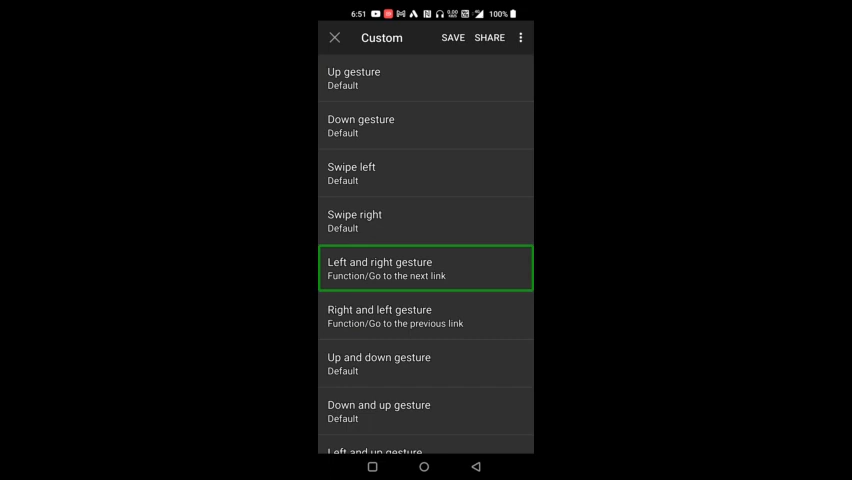 6:51 100%
Custom SAVE SHARE
Up gesture
Default
Down gesture
Default
Swipe left
Default
Swipe right
Default
Left and right gesture
Function/Go to the next link
Right and left gesture
Function/Go to the previous link
Up and down gesture
Default
Down and up gesture
Default
Left and up gesture